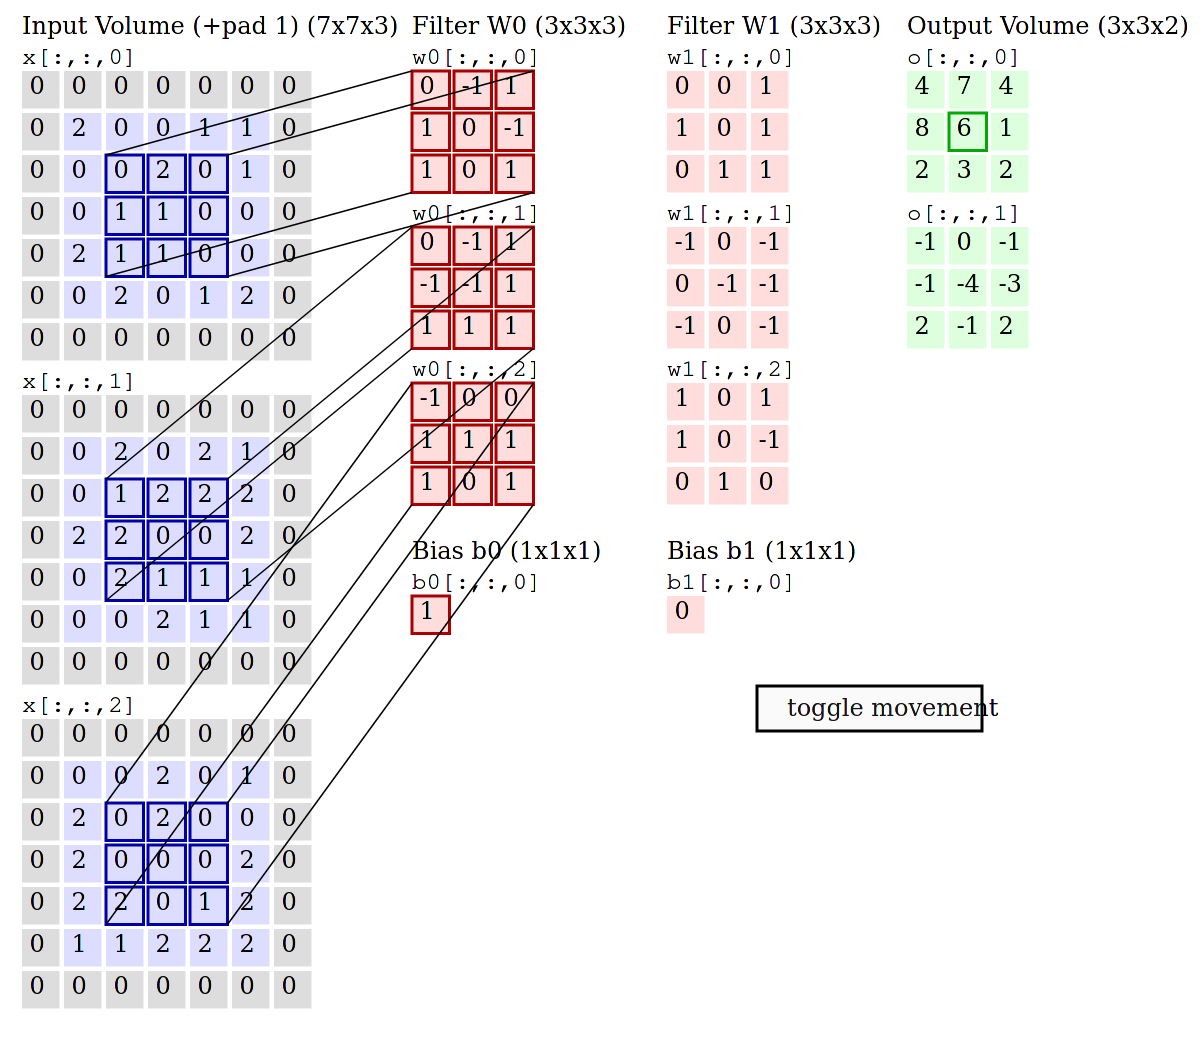 Input Volume (+pad 1) (7x7x3)
x[:,:,0]
0 0 0 0 0 0 0
0 2 0 0 1 1 0
0 0 0 2 0 1 0
0 0 1 1 0 0 0
0 2 1 1 0 0 0
0 0 2 0 1 2 0
0 0 0 0 0 0 0
x[:,:,1]
0 0 0 0 0 0 0
0 0 2 0 2 1 0
0 0 1 2 2 2 0
0 2 2 0 0 2 0
0 0 2 1 1 1 0
0 0 0 2 1 1 0
0 0 0 0 0 0 0
x[:,:,2]
0 0 0 0 0 0 0
0 0 0 2 0 1 0
0 2 0 2 0 0 0
0 2 0 0 0 2 0
0 2 2 0 1 2 0
0 1 1 2 2 2 0
0 0 0 0 0 0 0
Filter W0 (3x3x3)
w0[:,:,0]
0 -1 1
1 0 -1
1 0 1
w0[:,:,1]
0 -1 1
-1 -1 1
1 1 1
w0[:,:,2]
-1 0 0
1 1 1
1 0 1
Bias b0 (1x1x1)
b0[:,:,0]
1
Filter W1 (3x3x3)
w1[:,:,0]
0 0 1
1 0 1
0 1 1
w1[:,:,1]
-1 0 -1
0 -1 -1
-1 0 -1
w1[:,:,2]
1 0 1
1 0 -1
0 1 0
Bias b1 (1x1x1)
b1[:,:,0]
0
Output Volume (3x3x2)
o[:,:,0]
4 7 4
8 6 1
2 3 2
o[:,:,1]
-1 0 -1
-1 -4 -3
2 -1 2
toggle movement